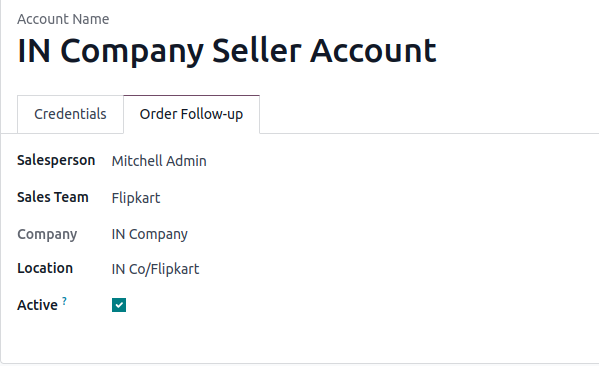 Account Name
IN Company Seller Account
Credentials Order Follow-up
Salesperson Mitchell Admin
Sales Team Flipkart
Company IN Company
Location IN Co/Flipkart
Active ?